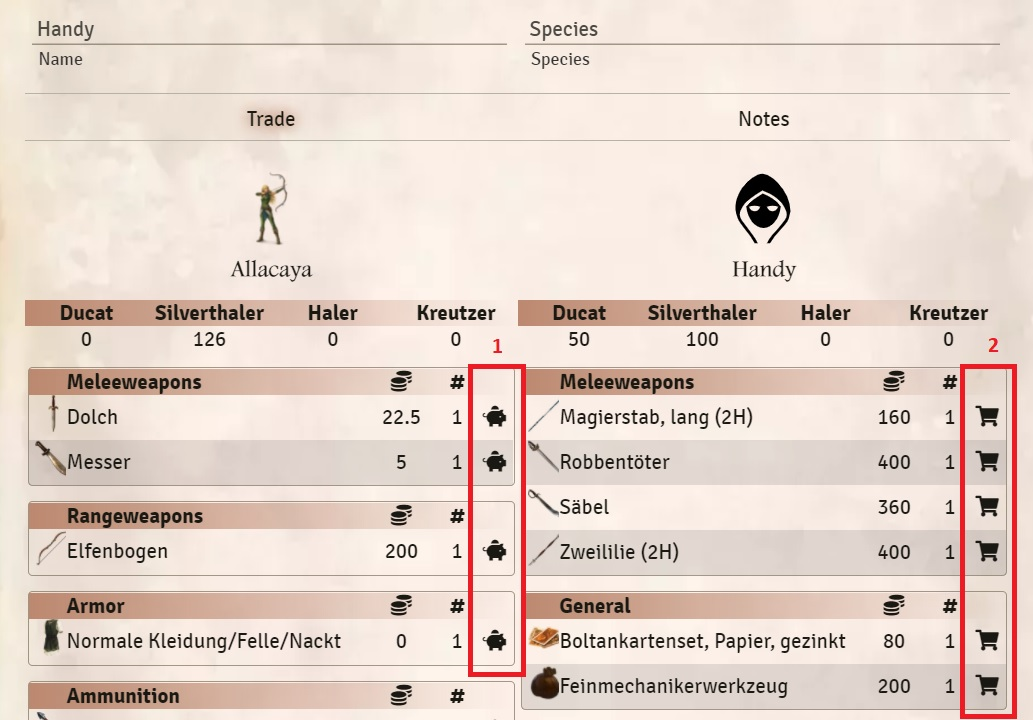 Handy Species
Name Species
Trade Notes
Allacaya Handy
Ducat Silverthaler Haler Kreutzer Ducat Silverthaler Haler Kreutzer
0 126 0 0 50 100 0 0
1 2
Meleeweapons # Meleeweapons #
Dolch 22.5 1 Magierstab, lang (2H) 160 1
Messer 5 1 Robbentöter 400 1
Säbel 360 1
Rangeweapons #
Elfenbogen 200 1 Zweililie (2H) 400 1
Armor # General #
Normale Kleidung/Felle/Nackt 0 1 Boltankartenset, Papier, gezinkt 80 1
Feinmechanikerwerkzeug 200 1
Ammunition #